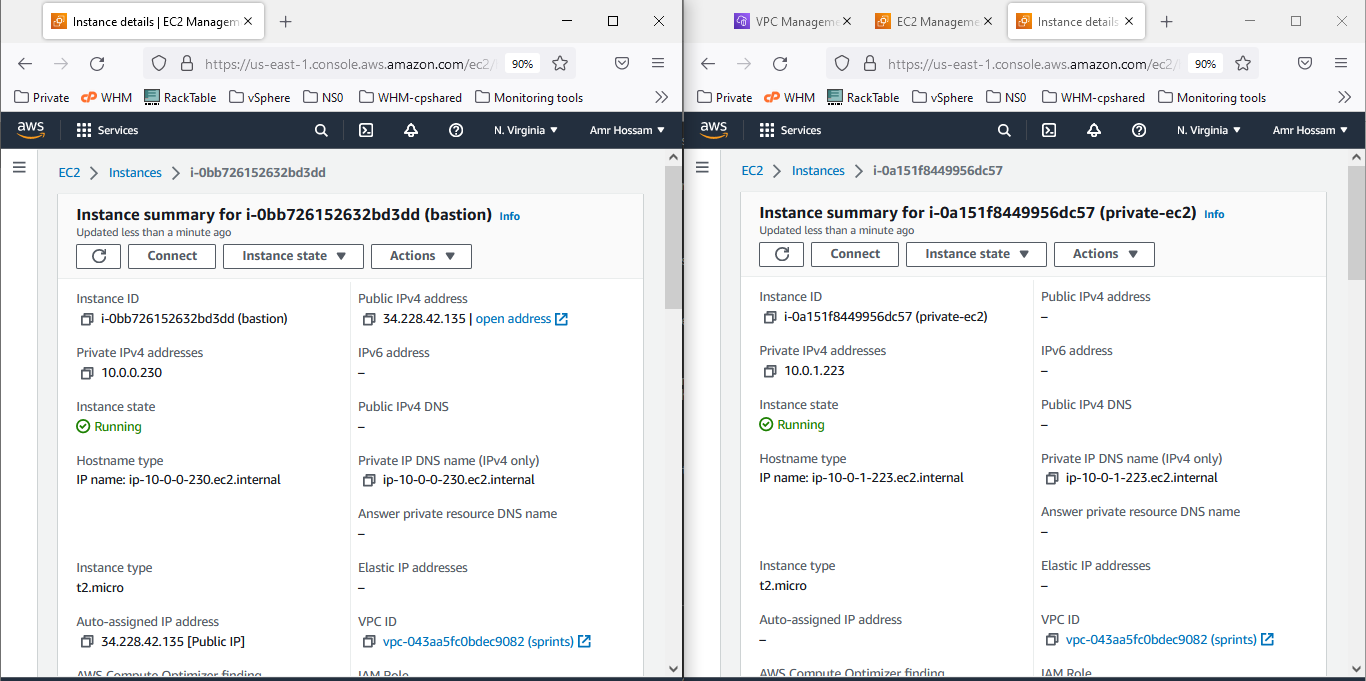 Instance details | EC2 Managem
https://us-east-1.console.aws.amazon.com/ec2/
90%
Private
WHM
RackTable
vSphere
NS0
WHM-cpshared
Monitoring tools
aws
Services
N. Virginia
Amr Hossam
EC2
Instances
i-0bb726152632bd3dd
Instance summary for i-0bb726152632bd3dd (bastion) Info
Updated less than a minute ago
Connect
Instance state
Actions
Instance ID
i-0bb726152632bd3dd (bastion)
Public IPv4 address
34.228.42.135 | open address
Private IPv4 addresses
10.0.0.230
IPv6 address
–
Instance state
Running
Public IPv4 DNS
–
Hostname type
IP name: ip-10-0-0-230.ec2.internal
Private IP DNS name (IPv4 only)
ip-10-0-0-230.ec2.internal
Answer private resource DNS name
–
Instance type
t2.micro
Elastic IP addresses
–
Auto-assigned IP address
34.228.42.135 [Public IP]
VPC ID
vpc-043aa5fc0bdec9082 (sprints)
AWS Compute Optimizer finding
IAM Role
VPC Manageme
EC2 Manageme
Instance details
https://us-east-1.console.aws.amazon.com/ec2/
90%
Private
WHM
RackTable
vSphere
NS0
WHM-cpshared
Monitoring tools
aws
Services
N. Virginia
Amr Hossam
EC2
Instances
i-0a151f8449956dc57
Instance summary for i-0a151f8449956dc57 (private-ec2) Info
Updated less than a minute ago
Connect
Instance state
Actions
Instance ID
i-0a151f8449956dc57 (private-ec2)
Public IPv4 address
–
Private IPv4 addresses
10.0.1.223
IPv6 address
–
Instance state
Running
Public IPv4 DNS
–
Hostname type
IP name: ip-10-0-1-223.ec2.internal
Private IP DNS name (IPv4 only)
ip-10-0-1-223.ec2.internal
Answer private resource DNS name
–
Instance type
t2.micro
Elastic IP addresses
–
Auto-assigned IP address
–
VPC ID
vpc-043aa5fc0bdec9082 (sprints)
AWS Compute Optimizer finding
IAM Role